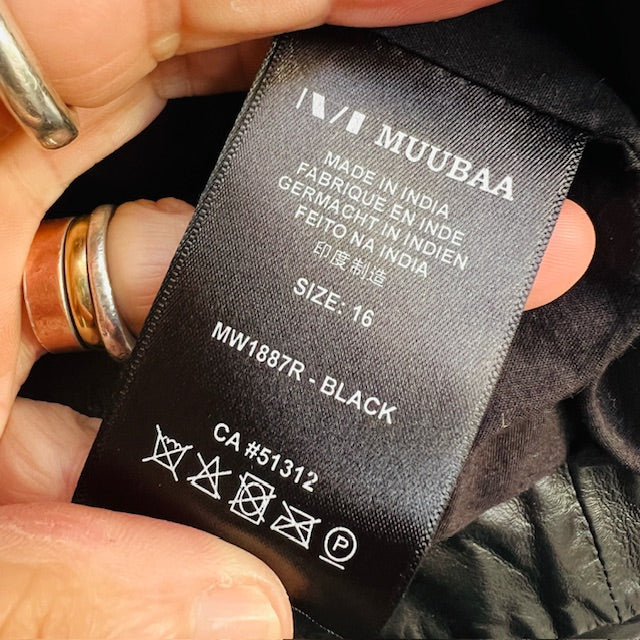 MUUBAA
MADE IN INDIA
FABRIQUE EN INDE
GERMACHT IN INDIEN
FEITO NA INDIA
印度制造
SIZE: 16
MW1887R - BLACK
CA #51312
P